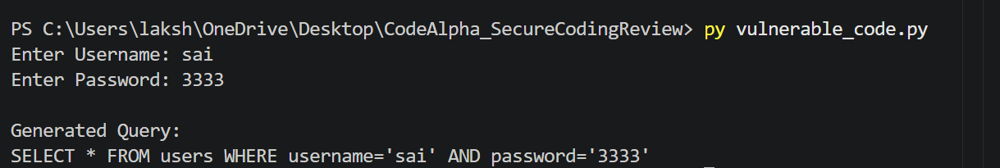 PS C:\Users\laksh\OneDrive\Desktop\CodeAlpha_SecureCodingReview> py vulnerable_code.py
Enter Username: sai
Enter Password: 3333
Generated Query:
SELECT * FROM users WHERE username='sai' AND password='3333'